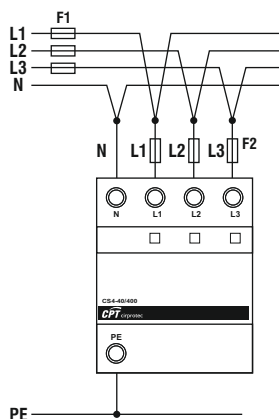 F1
L1
L2
L3
N
N L1 L2 L3 F2
N L1 L2 L3
CS4-40/400
CPT cirprotec
PE
PE